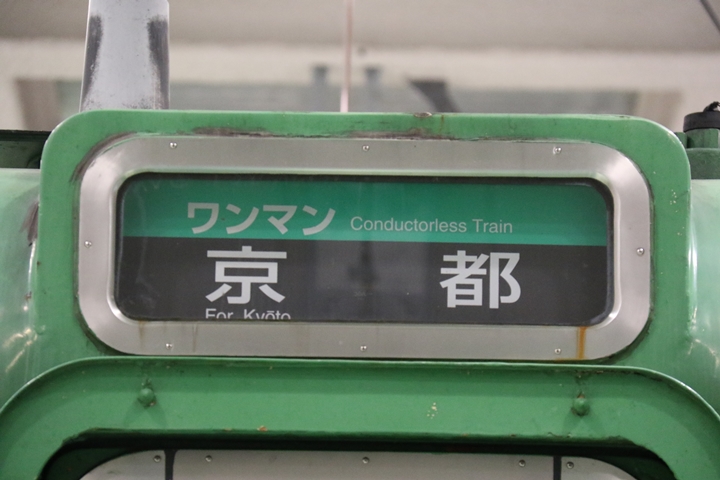 ワンマン Conductorless Train
京都
For Kyōto